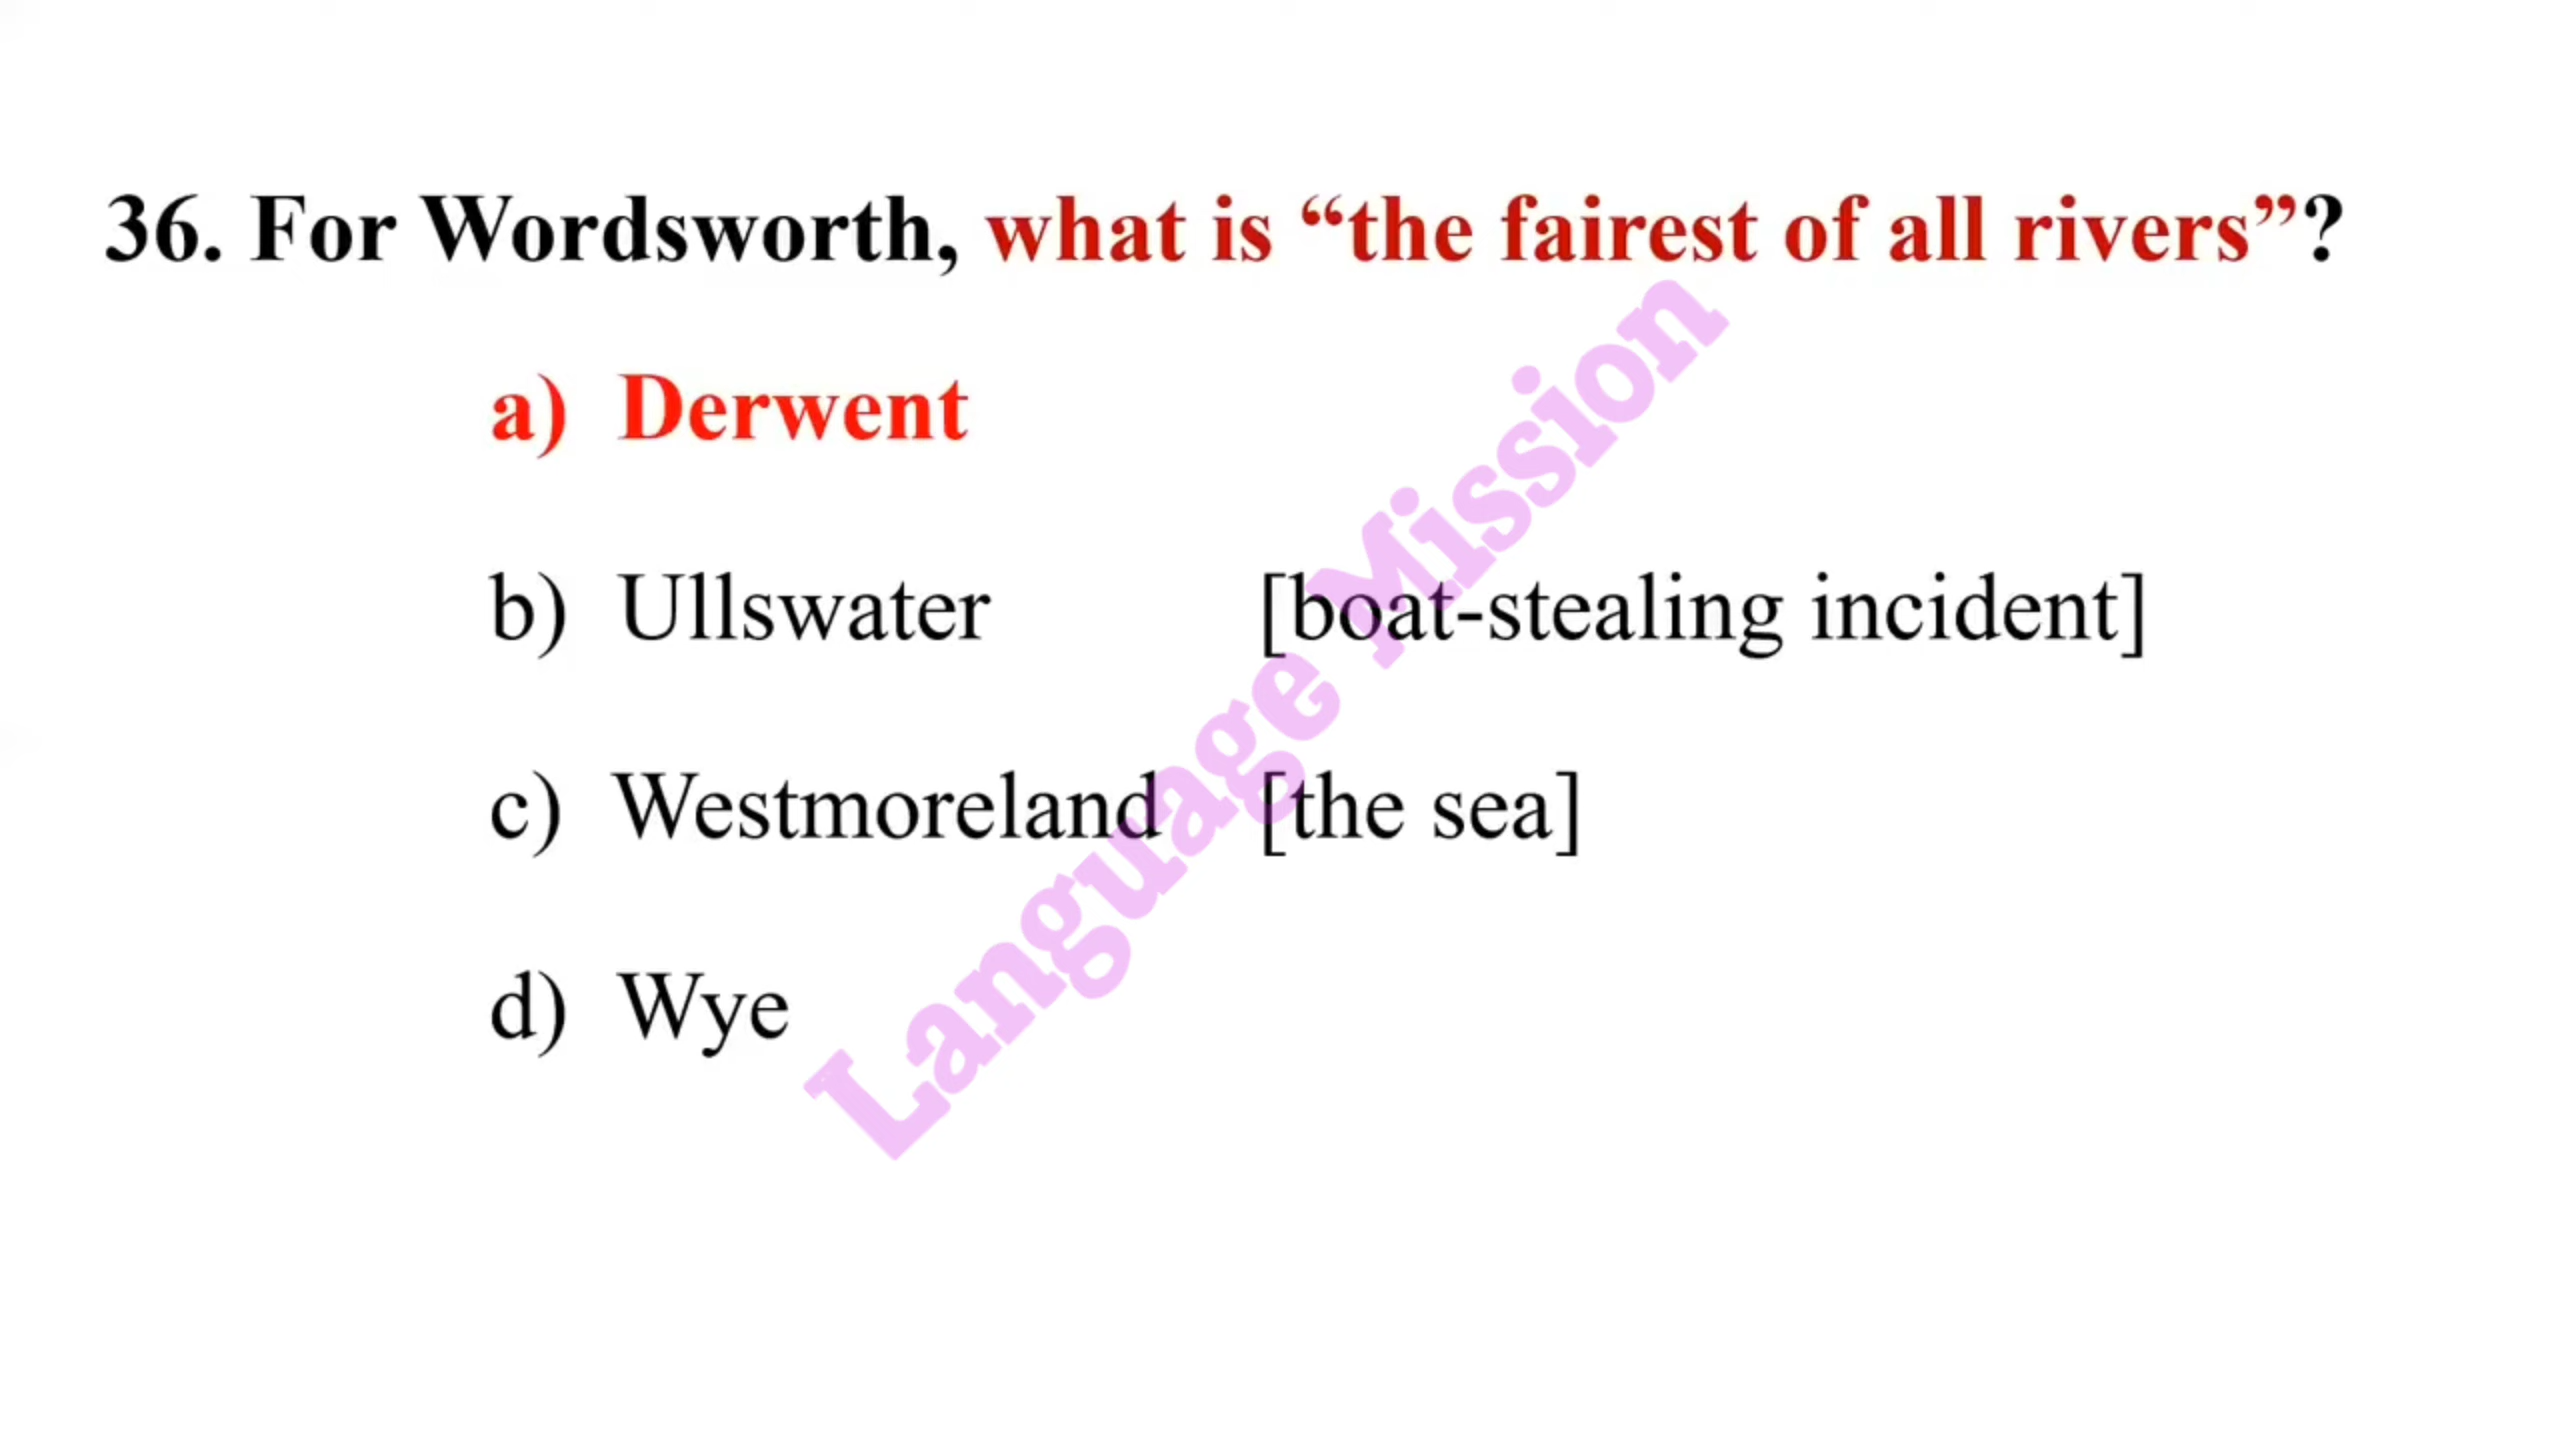 36. For Wordsworth, what is “the fairest of all rivers”?
a) Derwent
b) Ullswater [boat-stealing incident]
c) Westmoreland [the sea]
d) Wye
Language Mission